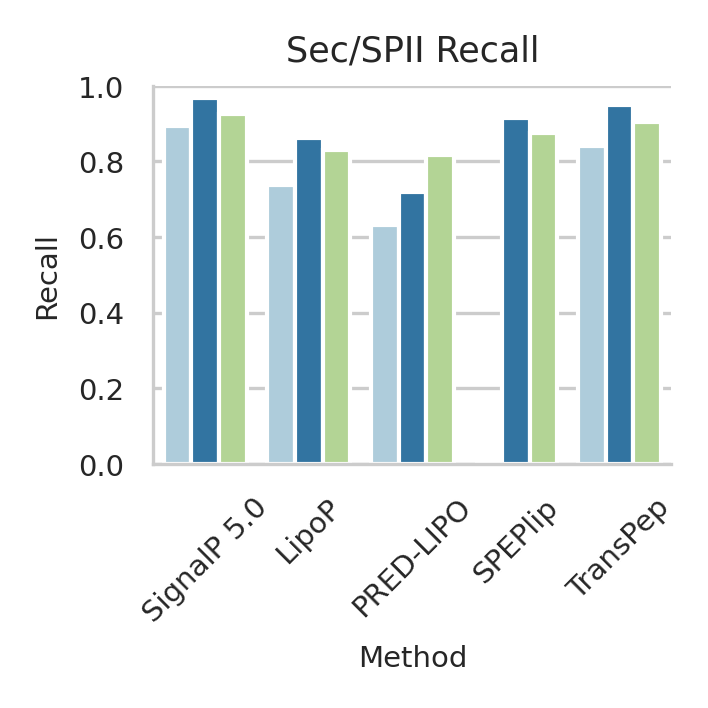 Sec/SPII Recall
1.0
0.8
0.6
0.4
0.2
0.0
Recall
SignalP 5.0
LipoP
PRED-LIPO
SPEPlip
TransPep
Method